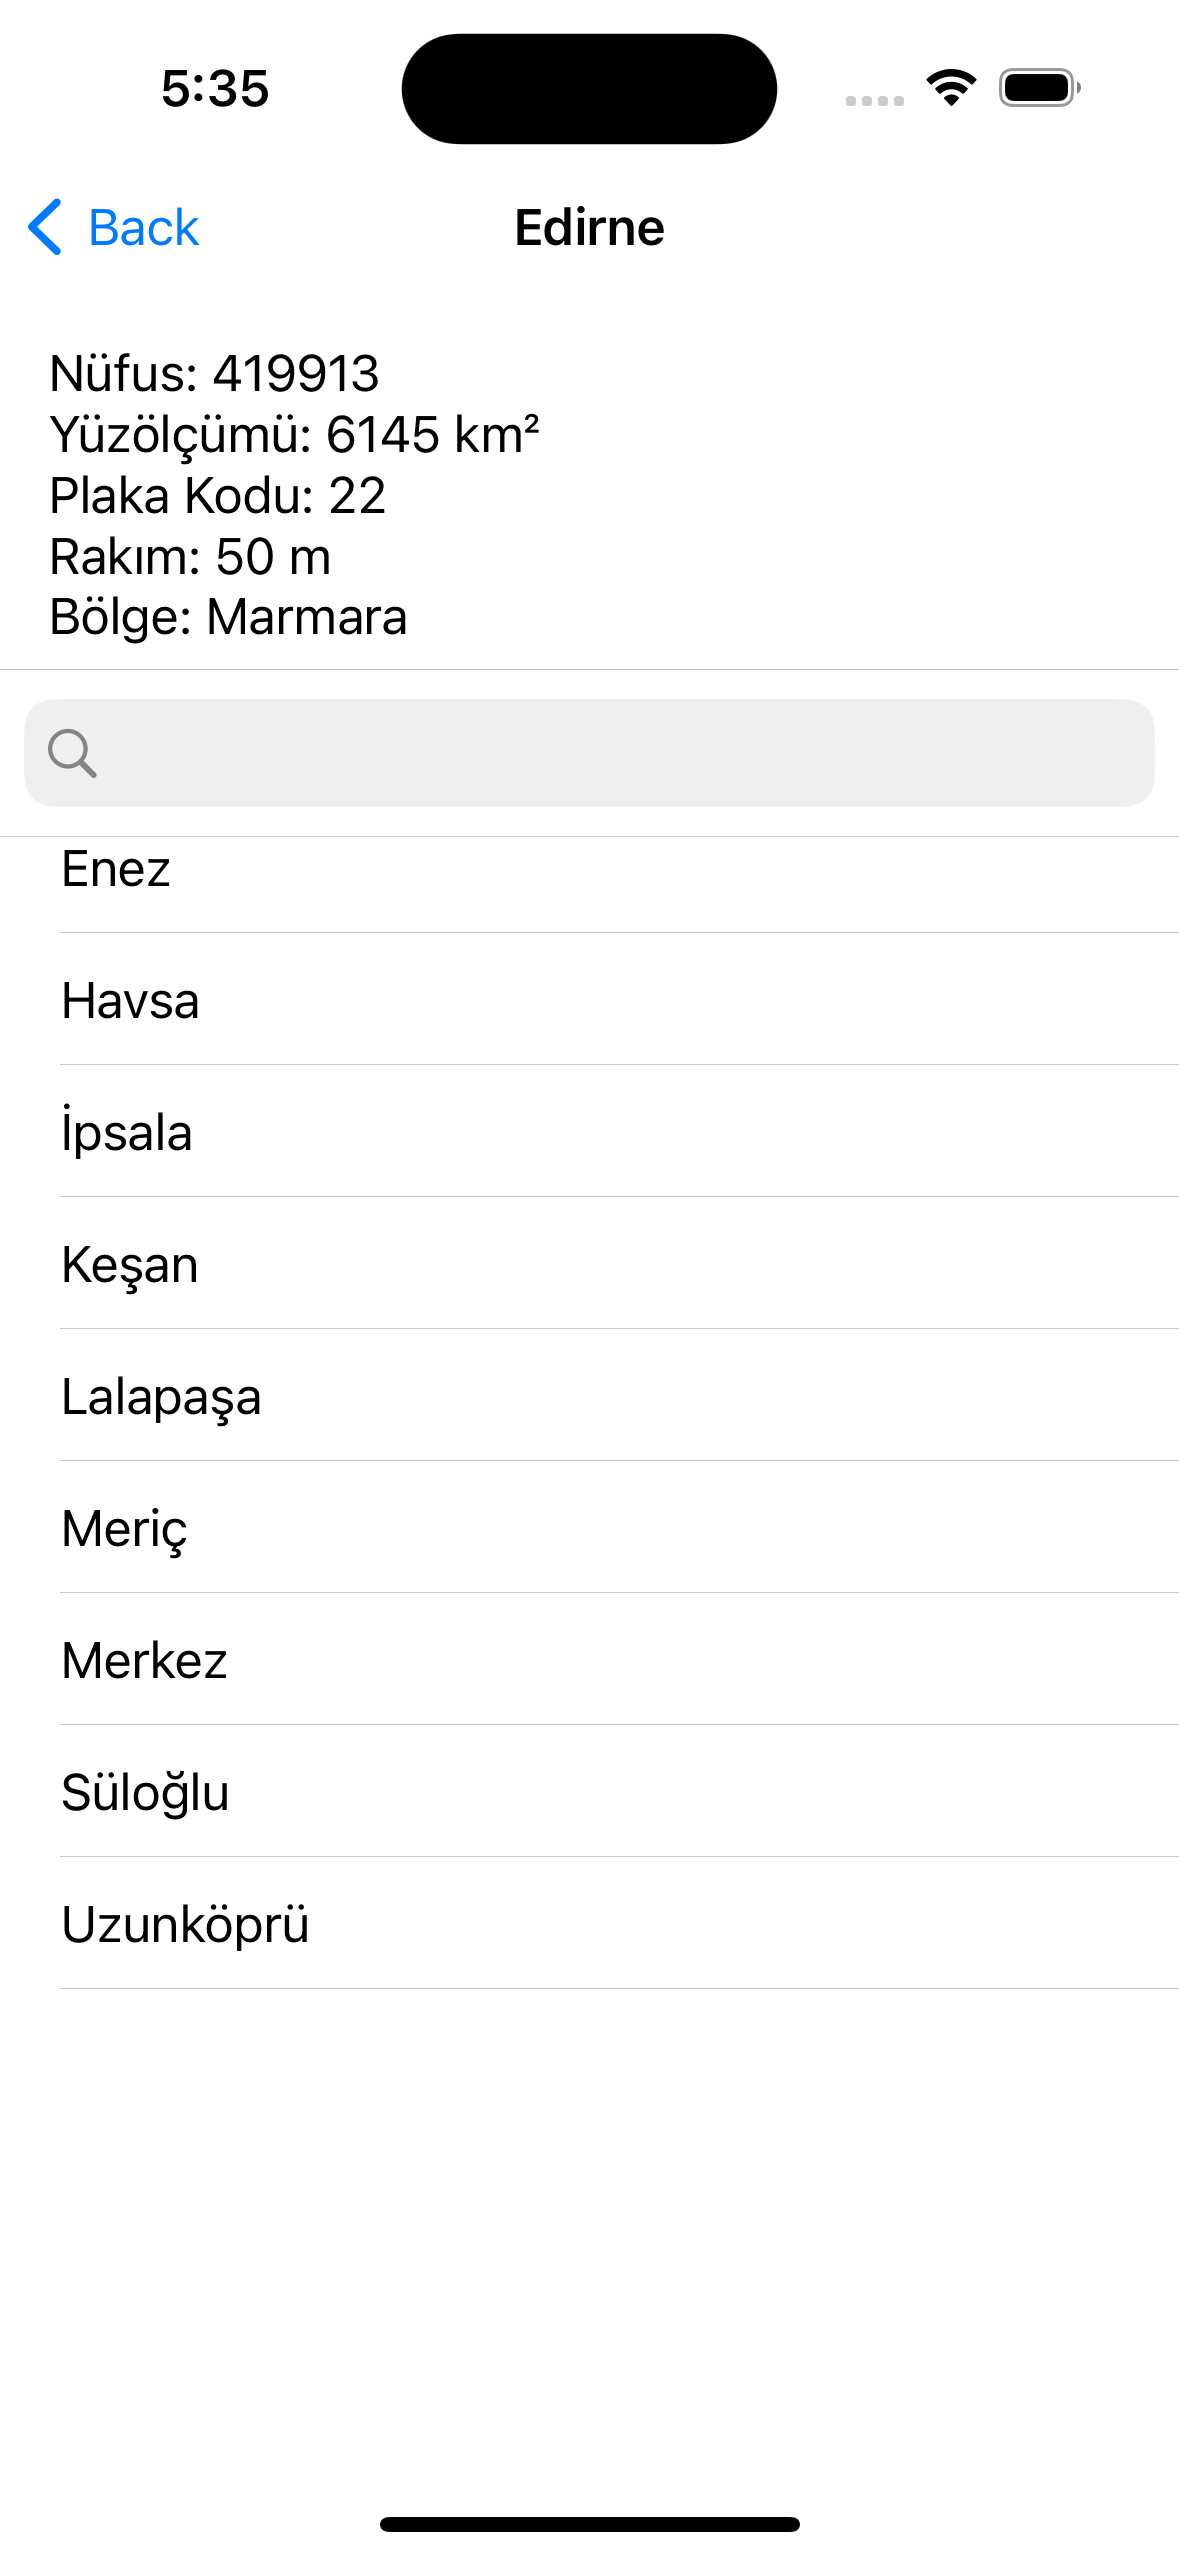 5:35
Back
Edirne
Nüfus: 419913
Yüzölçümü: 6145 km²
Plaka Kodu: 22
Rakım: 50 m
Bölge: Marmara
Enez
Havsa
İpsala
Keşan
Lalapaşa
Meriç
Merkez
Süloğlu
Uzunköprü